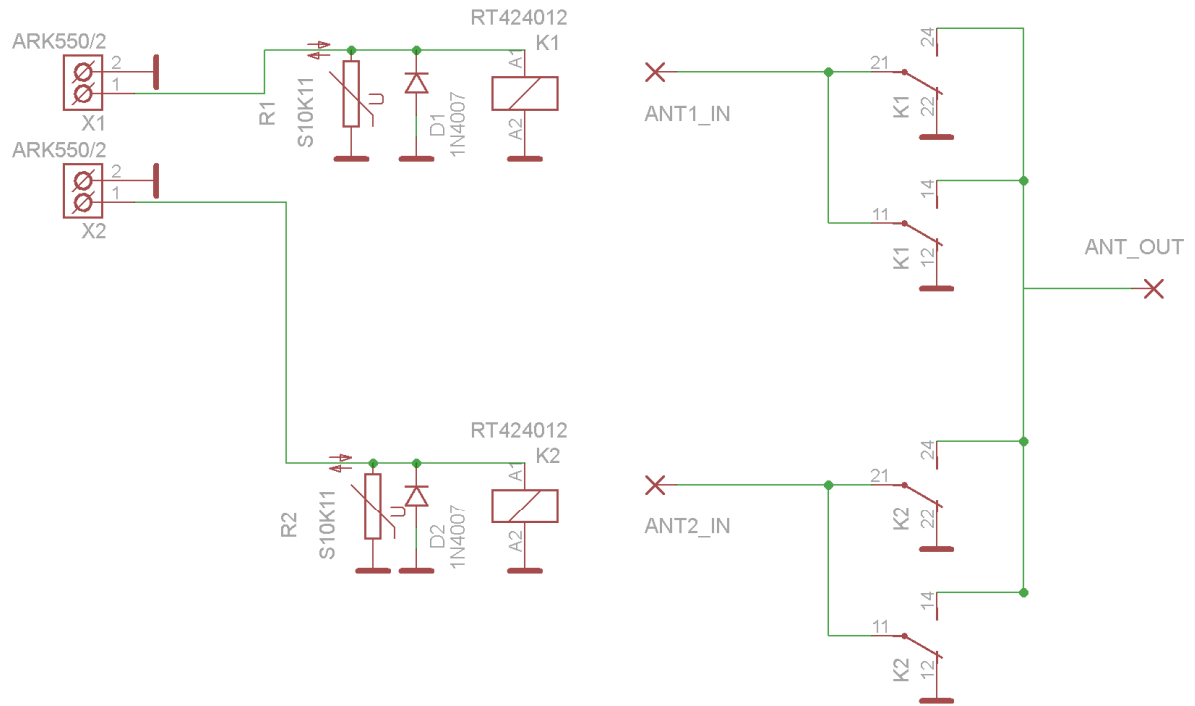 RT424012
K1
ARK550/2
2
1
X1
R1
S10K11
U
D1
1N4007
A1
A2
ARK550/2
2
1
X2
RT424012
K2
R2
S10K11
U
D2
1N4007
A1
A2
ANT1_IN
21
24
22
K1
11
14
12
K1
ANT_OUT
ANT2_IN
21
24
22
K2
11
14
12
K2